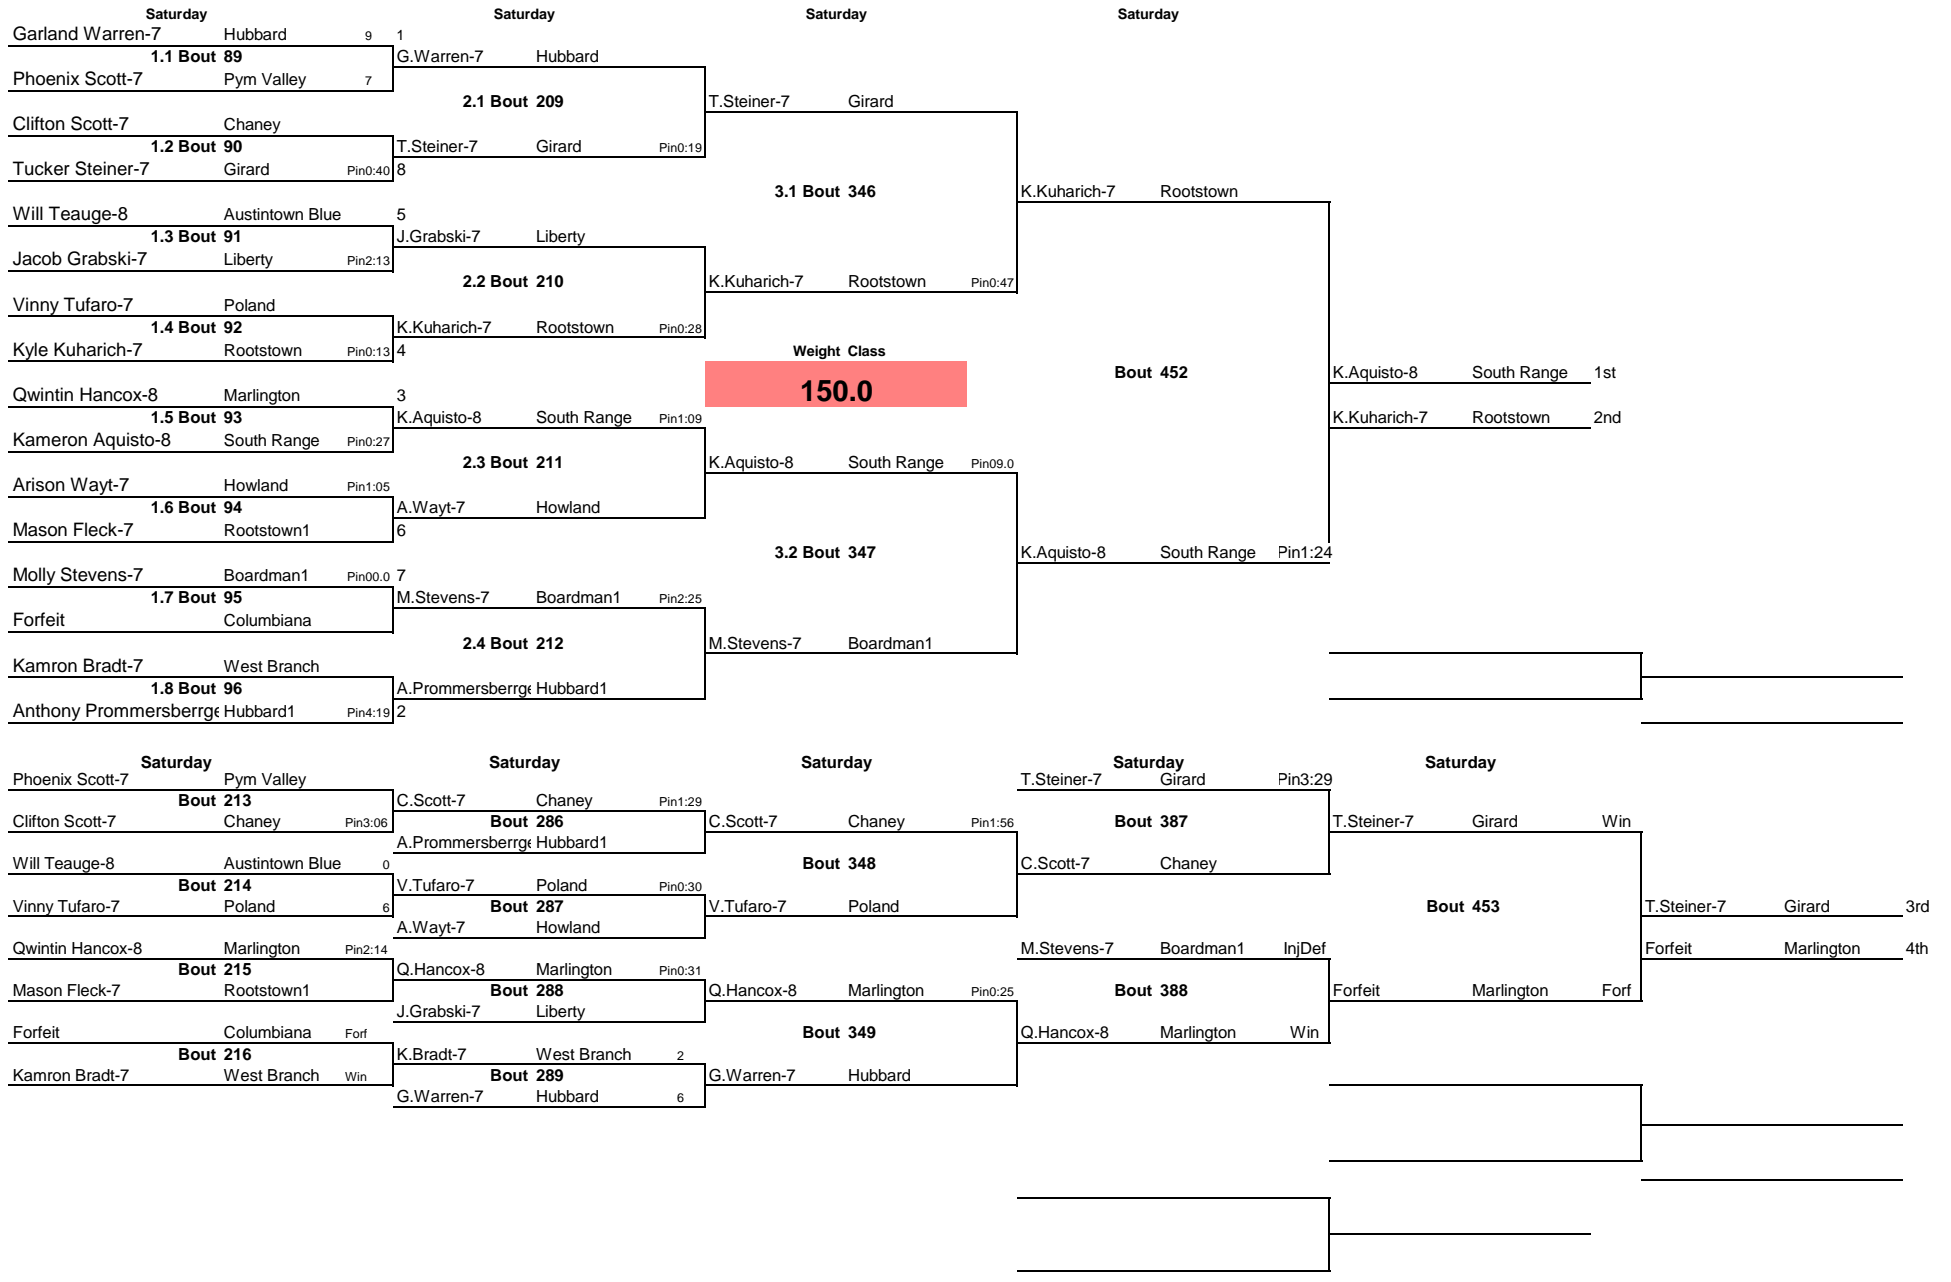 Saturday Saturday Saturday Saturday
Garland Warren-7 Hubbard 9 1
1.1 Bout 89 G.Warren-7 Hubbard
Phoenix Scott-7 Pym Valley 7
2.1 Bout 209 T.Steiner-7 Girard
Clifton Scott-7 Chaney
1.2 Bout 90 T.Steiner-7 Girard Pin0:19
Tucker Steiner-7 Girard Pin0:40 8
3.1 Bout 346 K.Kuharich-7 Rootstown
Will Teauge-8 Austintown Blue 5
1.3 Bout 91 J.Grabski-7 Liberty
Jacob Grabski-7 Liberty Pin2:13
2.2 Bout 210 K.Kuharich-7 Rootstown Pin0:47
Vinny Tufaro-7 Poland
1.4 Bout 92 K.Kuharich-7 Rootstown Pin0:28
Kyle Kuharich-7 Rootstown Pin0:13 4 Weight Class
Bout 452 K.Aquisto-8 South Range 1st
Qwintin Hancox-8 Marlington 3 150.0
1.5 Bout 93 K.Aquisto-8 South Range Pin1:09 K.Kuharich-7 Rootstown 2nd
Kameron Aquisto-8 South Range Pin0:27
2.3 Bout 211 K.Aquisto-8 South Range Pin09.0
Arison Wayt-7 Howland Pin1:05
1.6 Bout 94 A.Wayt-7 Howland
Mason Fleck-7 Rootstown1 6
3.2 Bout 347 K.Aquisto-8 South Range Pin1:24
Molly Stevens-7 Boardman1 Pin00.0 7
1.7 Bout 95 M.Stevens-7 Boardman1 Pin2:25
Forfeit Columbiana
2.4 Bout 212 M.Stevens-7 Boardman1
Kamron Bradt-7 West Branch
1.8 Bout 96 A.Prommersberrge Hubbard1
Anthony Prommersberrge Hubbard1 Pin4:19 2
Saturday Saturday Saturday Saturday Saturday
Phoenix Scott-7 Pym Valley T.Steiner-7 Girard Pin3:29
Bout 213 C.Scott-7 Chaney Pin1:29
Clifton Scott-7 Chaney Pin3:06 Bout 286 C.Scott-7 Chaney Pin1:56 Bout 387 T.Steiner-7 Girard Win
A.Prommersberrge Hubbard1
Will Teauge-8 Austintown Blue 0 Bout 348 C.Scott-7 Chaney
Bout 214 V.Tufaro-7 Poland Pin0:30
Vinny Tufaro-7 Poland 6 Bout 287 V.Tufaro-7 Poland Bout 453 T.Steiner-7 Girard 3rd
A.Wayt-7 Howland
Qwintin Hancox-8 Marlington Pin2:14 M.Stevens-7 Boardman1 InjDef Forfeit Marlington 4th
Bout 215 Q.Hancox-8 Marlington Pin0:31
Mason Fleck-7 Rootstown1 Bout 288 Q.Hancox-8 Marlington Pin0:25 Bout 388 Forfeit Marlington Forf
J.Grabski-7 Liberty
Forfeit Columbiana Forf Bout 349 Q.Hancox-8 Marlington Win
Bout 216 K.Bradt-7 West Branch 2
Kamron Bradt-7 West Branch Win Bout 289 G.Warren-7 Hubbard
G.Warren-7 Hubbard 6